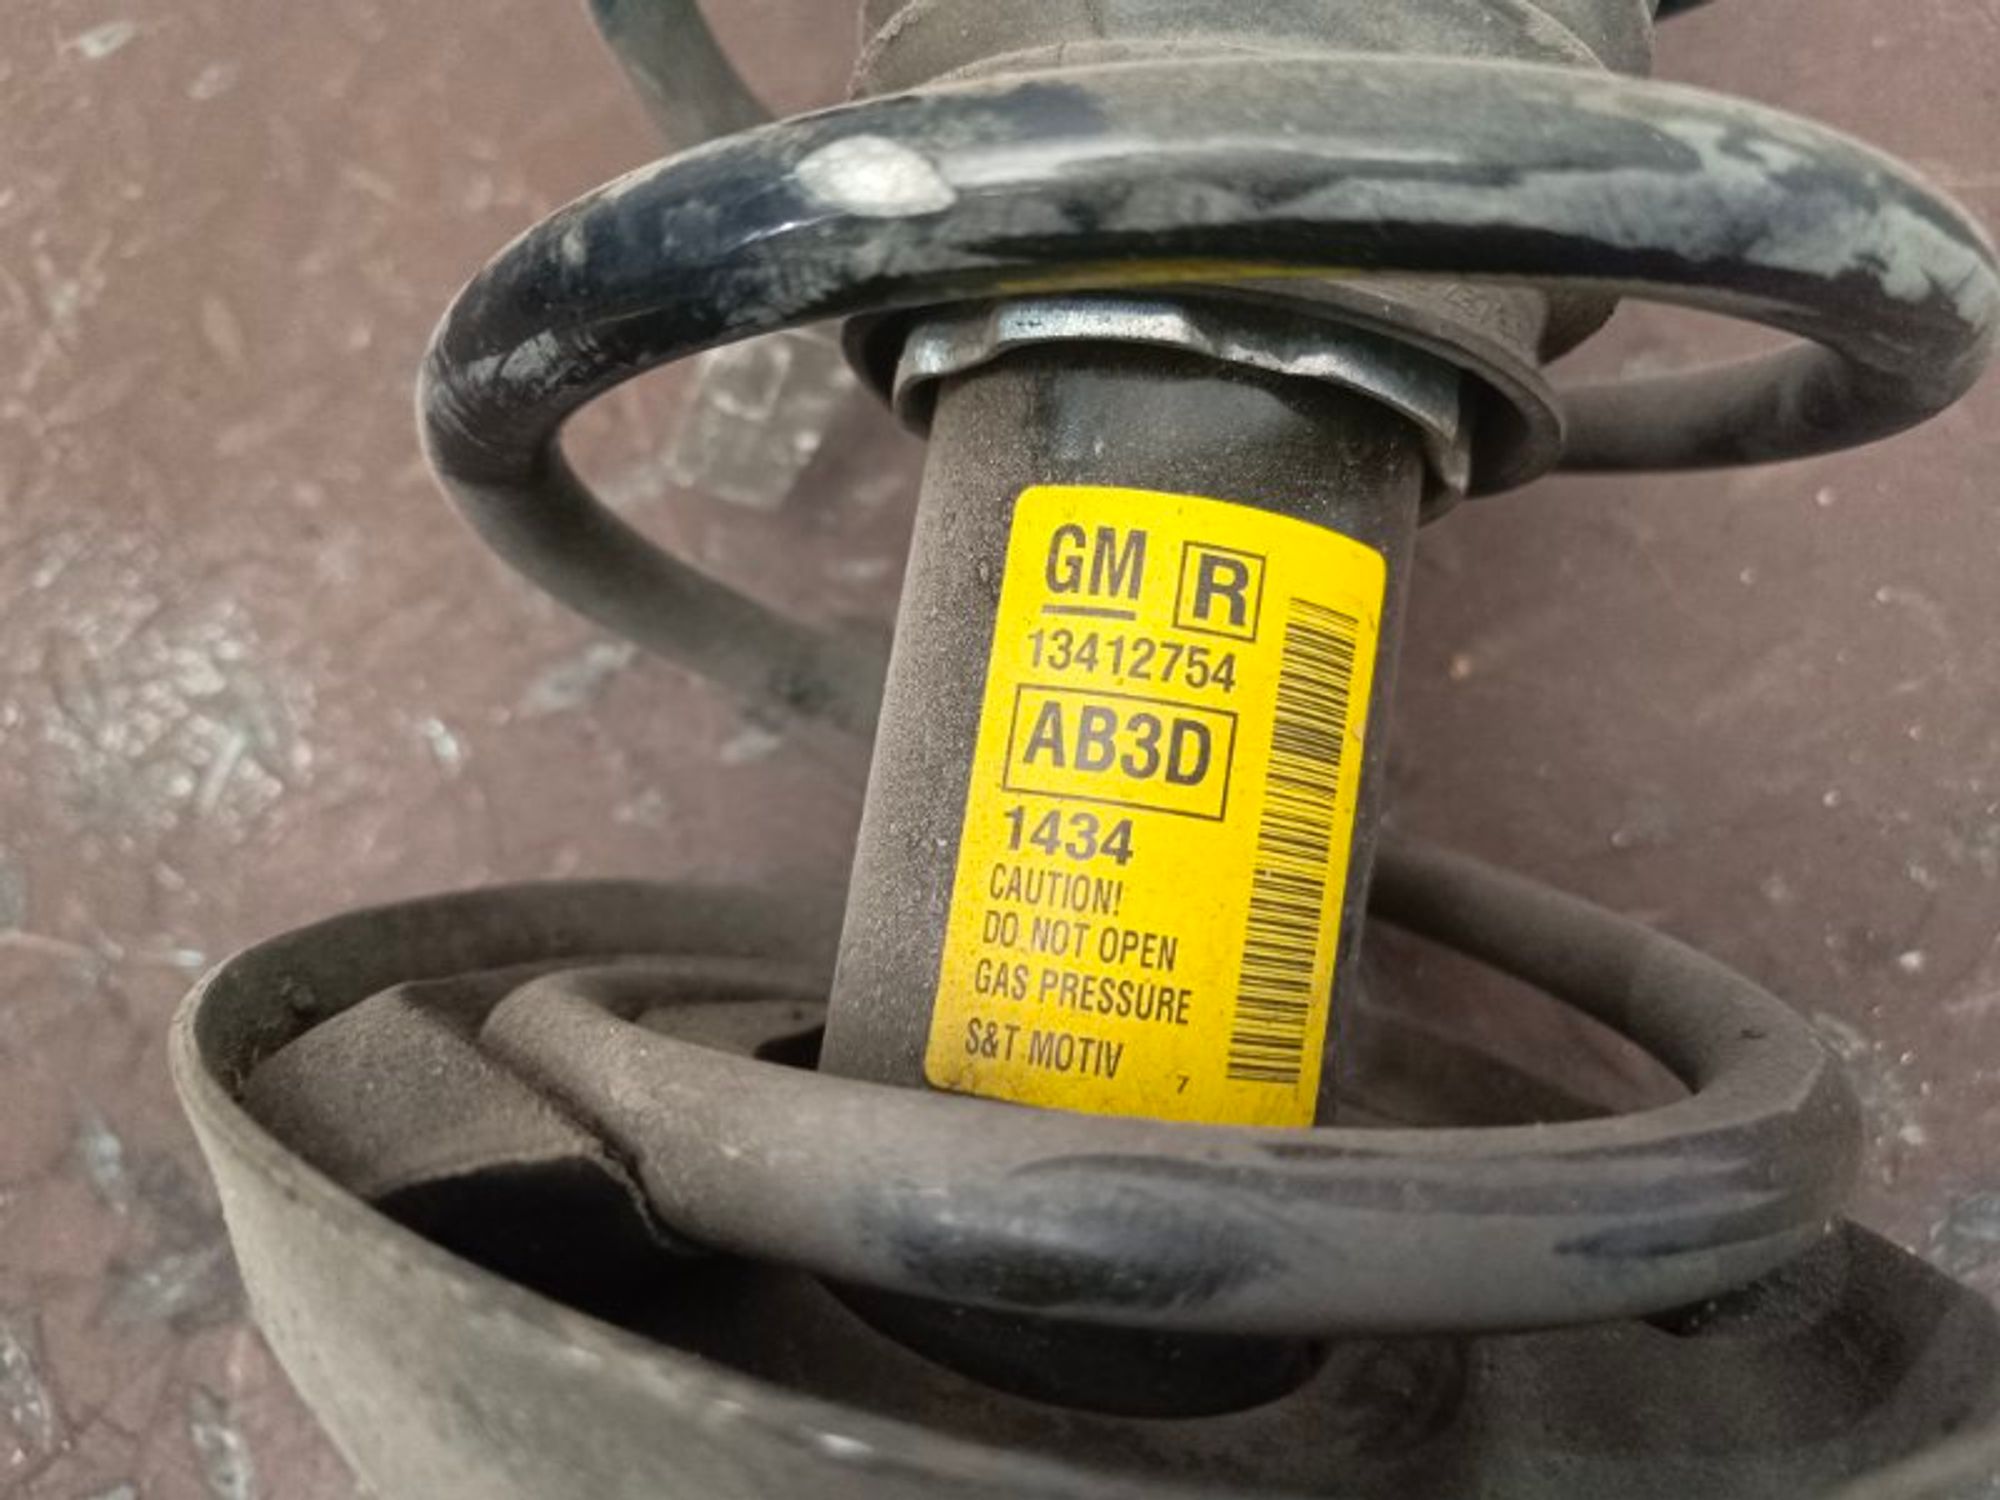 GM R
13412754
AB3D
1434
CAUTION!
DO NOT OPEN
GAS PRESSURE
S&T MOTIV 7